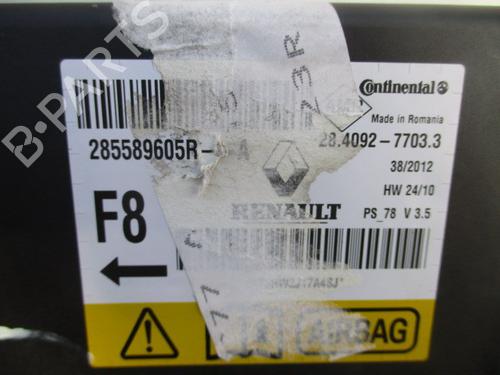 Continental
Made in Romania
285589605R- A
28.4092-7703.3
38/2012
F8
HW 24/10
RENAULT
PS_78 V 3.5
AIRBAG
Z3R
B-PARTS